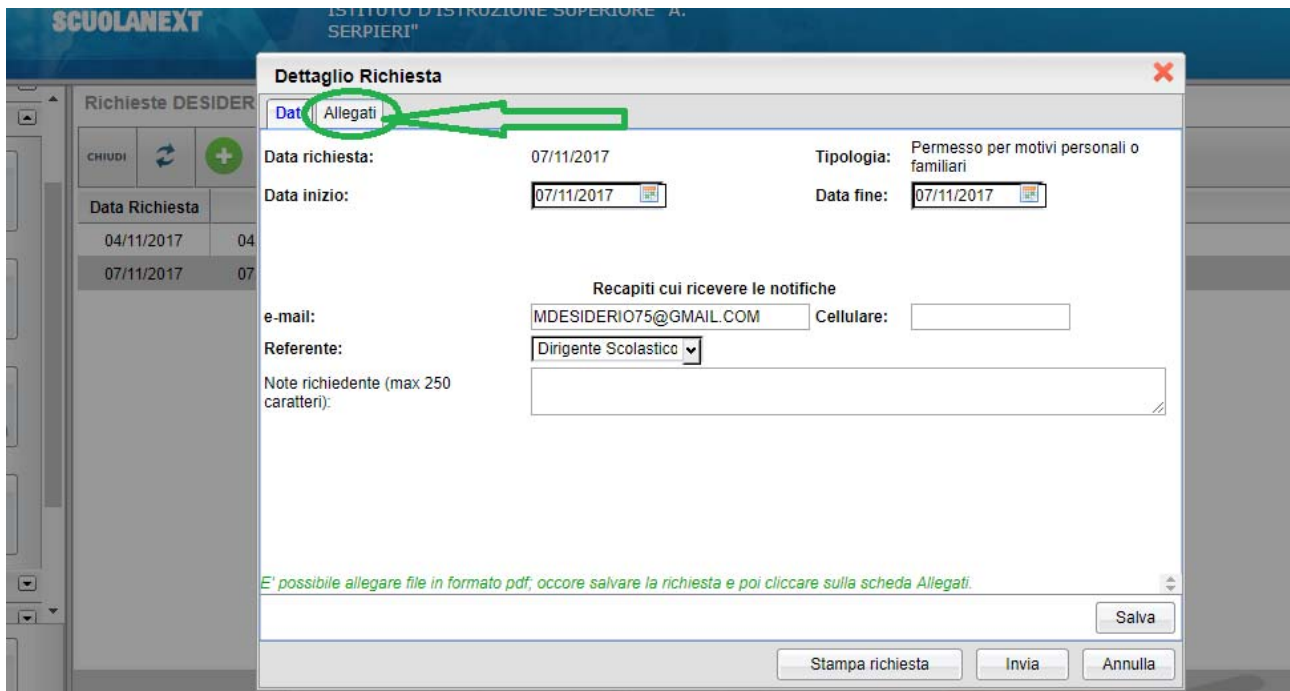 ISTITUTO D'ISTRUZIONE SUPERIORE "A.
SCUOLANEXT
SERPIERI"
Dettaglio Richiesta
Richieste DESIDER
Dati Allegati
CHIUDI
Data richiesta: 07/11/2017 Tipologia: Permesso per motivi personali o
familiari
Data inizio: 07/11/2017 Data fine: 07/11/2017
Data Richiesta
04/11/2017 04
07/11/2017 07
Recapiti cui ricevere le notifiche
e-mail: MDESIDERIO75@GMAIL.COM Cellulare:
Referente: Dirigente Scolastico
Note richiedente (max 250
caratteri):
E' possibile allegare file in formato pdf; occore salvare la richiesta e poi cliccare sulla scheda Allegati.
Salva
Stampa richiesta Invia Annulla